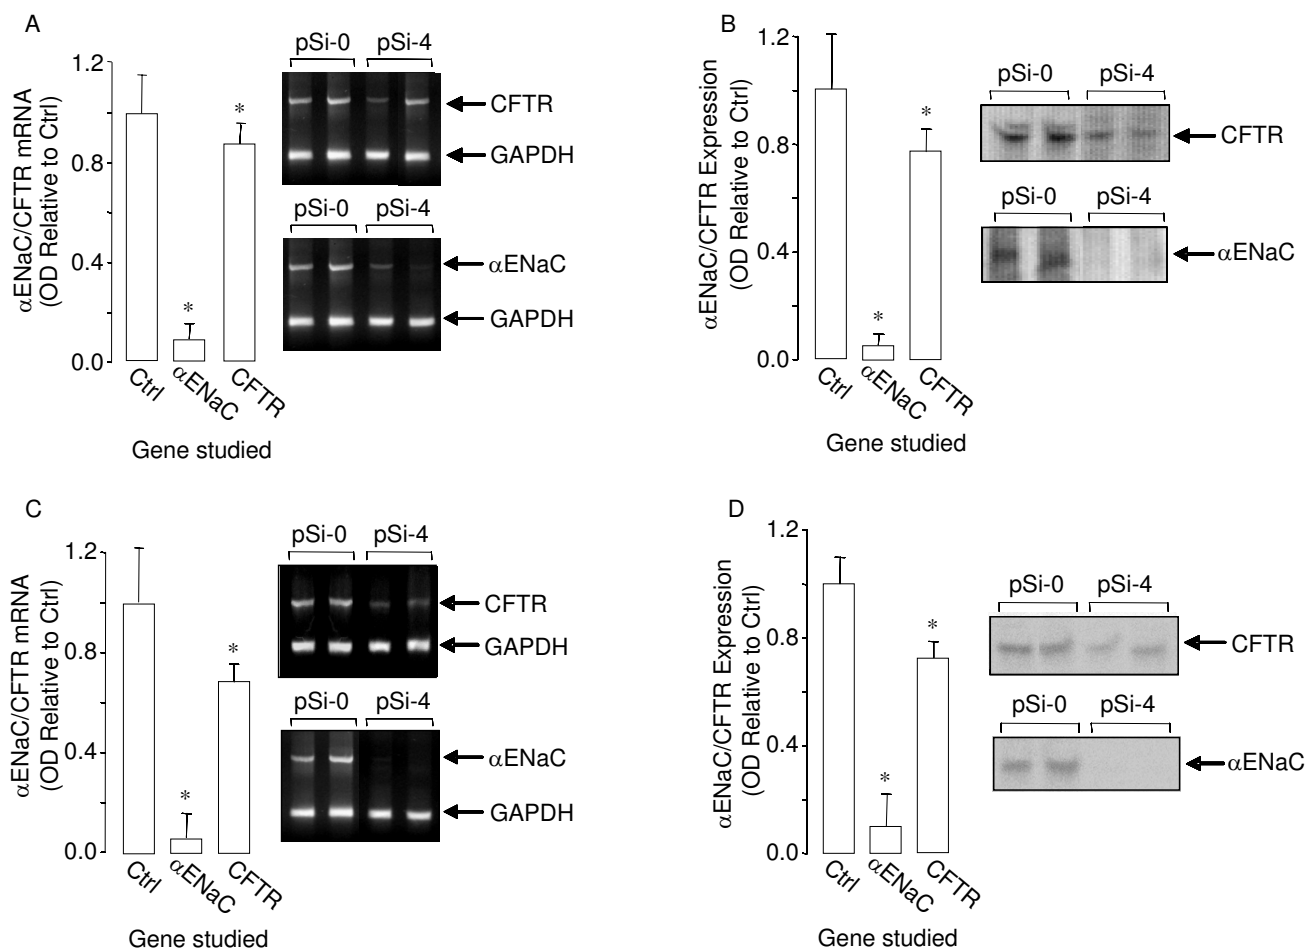 A
αENaC/CFTR mRNA
(OD Relative to Ctrl)
1.2
0.8
0.4
0.0
*
*
Ctrl
αENaC
CFTR
Gene studied
pSi-0 pSi-4
CFTR
GAPDH
pSi-0 pSi-4
αENaC
GAPDH
B
αENaC/CFTR Expression
(OD Relative to Ctrl)
1.2
0.8
0.4
0.0
*
*
Ctrl
αENaC
CFTR
Gene studied
pSi-0 pSi-4
CFTR
pSi-0 pSi-4
αENaC
C
αENaC/CFTR mRNA
(OD Relative to Ctrl)
1.2
0.8
0.4
0.0
*
*
Ctrl
αENaC
CFTR
Gene studied
pSi-0 pSi-4
CFTR
GAPDH
pSi-0 pSi-4
αENaC
GAPDH
D
αENaC/CFTR Expression
(OD Relative to Ctrl)
1.2
0.8
0.4
0.0
*
*
Ctrl
αENaC
CFTR
Gene studied
pSi-0 pSi-4
CFTR
pSi-0 pSi-4
αENaC